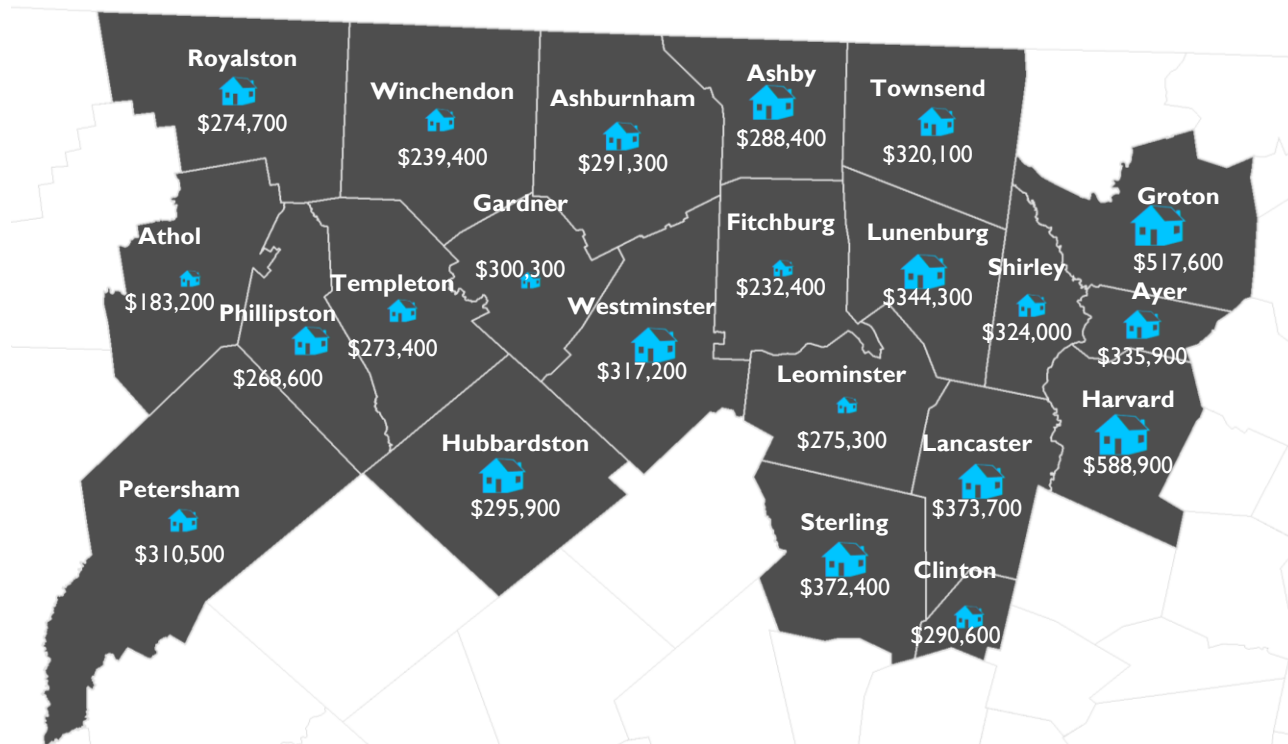 Royalston
$274,700
Winchendon
$239,400
Ashburnham
$291,300
Ashby
$288,400
Townsend
$320,100
Groton
$517,600
Athol
$183,200
Phillipston
$268,600
Templeton
$273,400
Gardner
$300,300
Westminster
$317,200
Fitchburg
$232,400
Lunenburg
$344,300
Shirley
$324,000
Ayer
$335,900
Harvard
$588,900
Leominster
$275,300
Lancaster
$373,700
Hubbardston
$295,900
Petersham
$310,500
Sterling
$372,400
Clinton
$290,600